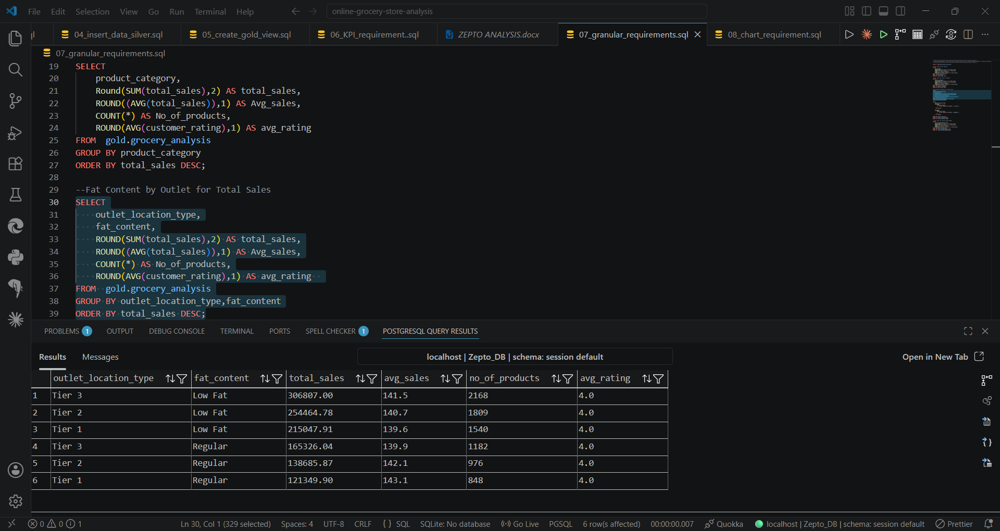 File Edit Selection View Go Run Terminal Help
online-grocery-store-analysis
04_insert_data_silver.sql 05_create_gold_view.sql 06_KPI_requirement..sql ZEPTO ANALYSIS.docx 07_granular_requirements.sql 08_chart_requirement.sql
07_granular_requirements.sql
19 SELECT
20 product_category,
21 Round(SUM(total_sales),2) AS total_sales,
22 ROUND((AVG(total_sales)),1) AS Avg_sales,
23 COUNT(*) AS No_of_products,
24 ROUND(AVG(customer_rating),1) AS avg_rating
25 FROM  gold.grocery_analysis
26 GROUP BY product_category
27 ORDER BY total_sales DESC;
28
29 --Fat Content by Outlet for Total Sales
30 SELECT
31 outlet_location_type,
32 fat_content,
33 ROUND(SUM(total_sales),2) AS total_sales,
34 ROUND((AVG(total_sales)),1) AS Avg_sales,
35 COUNT(*) AS No_of_products,
36 ROUND(AVG(customer_rating),1) AS avg_rating
37 FROM  gold.grocery_analysis
38 GROUP BY outlet_location_type,fat_content
39 ORDER BY total_sales DESC;
PROBLEMS 1 OUTPUT DEBUG CONSOLE TERMINAL PORTS SPELL CHECKER 1 POSTGRESQL QUERY RESULTS
Results Messages localhost | Zepto_DB | schema: session default Open in New Tab
outlet_location_type fat_content total_sales avg_sales no_of_products avg_rating
1 Tier 3 Low Fat 306807.00 141.5 2168 4.0
2 Tier 2 Low Fat 254464.78 140.7 1809 4.0
3 Tier 1 Low Fat 215047.91 139.6 1540 4.0
4 Tier 3 Regular 165326.04 139.9 1182 4.0
5 Tier 2 Regular 138685.87 142.1 976 4.0
6 Tier 1 Regular 121349.90 143.1 848 4.0
0 0 1 Ln 30, Col 1 (329 selected) Spaces: 4 UTF-8 CRLF { } SQL SQLite: No database Go Live PGSQL 6 row(s affected) 00:00:00.007 Quokka localhost | Zepto_DB | schema: session default Prettier